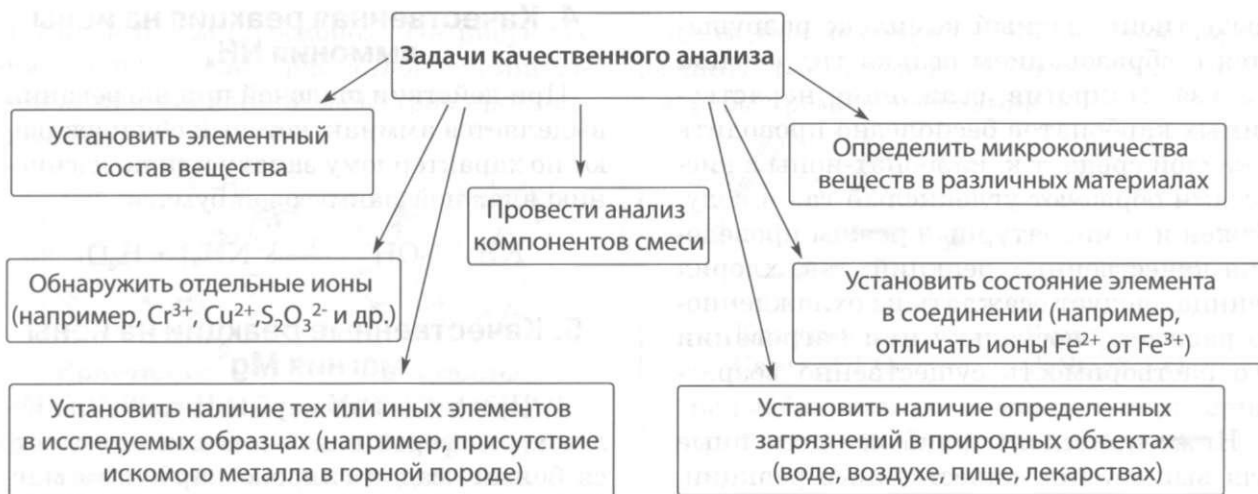 Задачи качественного анализа
Установить элементный
состав вещества
Определить микроколичества
веществ в различных материалах
Провести анализ
компонентов смеси
Обнаружить отдельные ионы
(например, Cr³⁺, Cu²⁺,S₂O₃²⁻ и др.)
Установить состояние элемента
в соединении (например,
отличать ионы Fe²⁺ от Fe³⁺)
Установить наличие тех или иных элементов
в исследуемых образцах (например, присутствие
искомого металла в горной породе)
Установить наличие определенных
загрязнений в природных объектах
(воде, воздухе, пище, лекарствах)